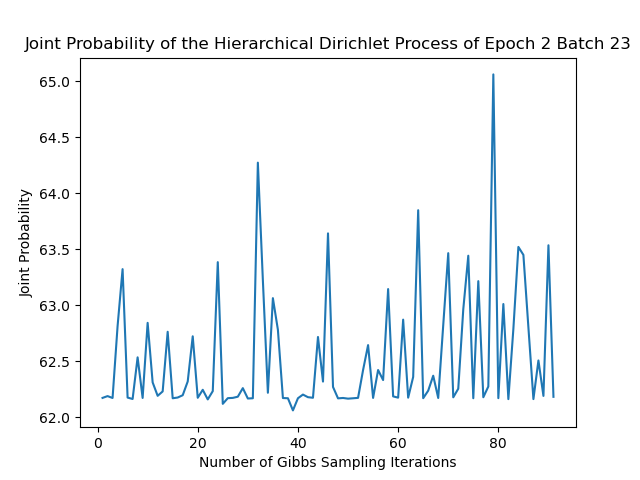 Joint Probability of the Hierarchical Dirichlet Process of Epoch 2 Batch 23
65.0
64.5
64.0
63.5
63.0
62.5
62.0
Joint Probability
0 20 40 60 80
Number of Gibbs Sampling Iterations